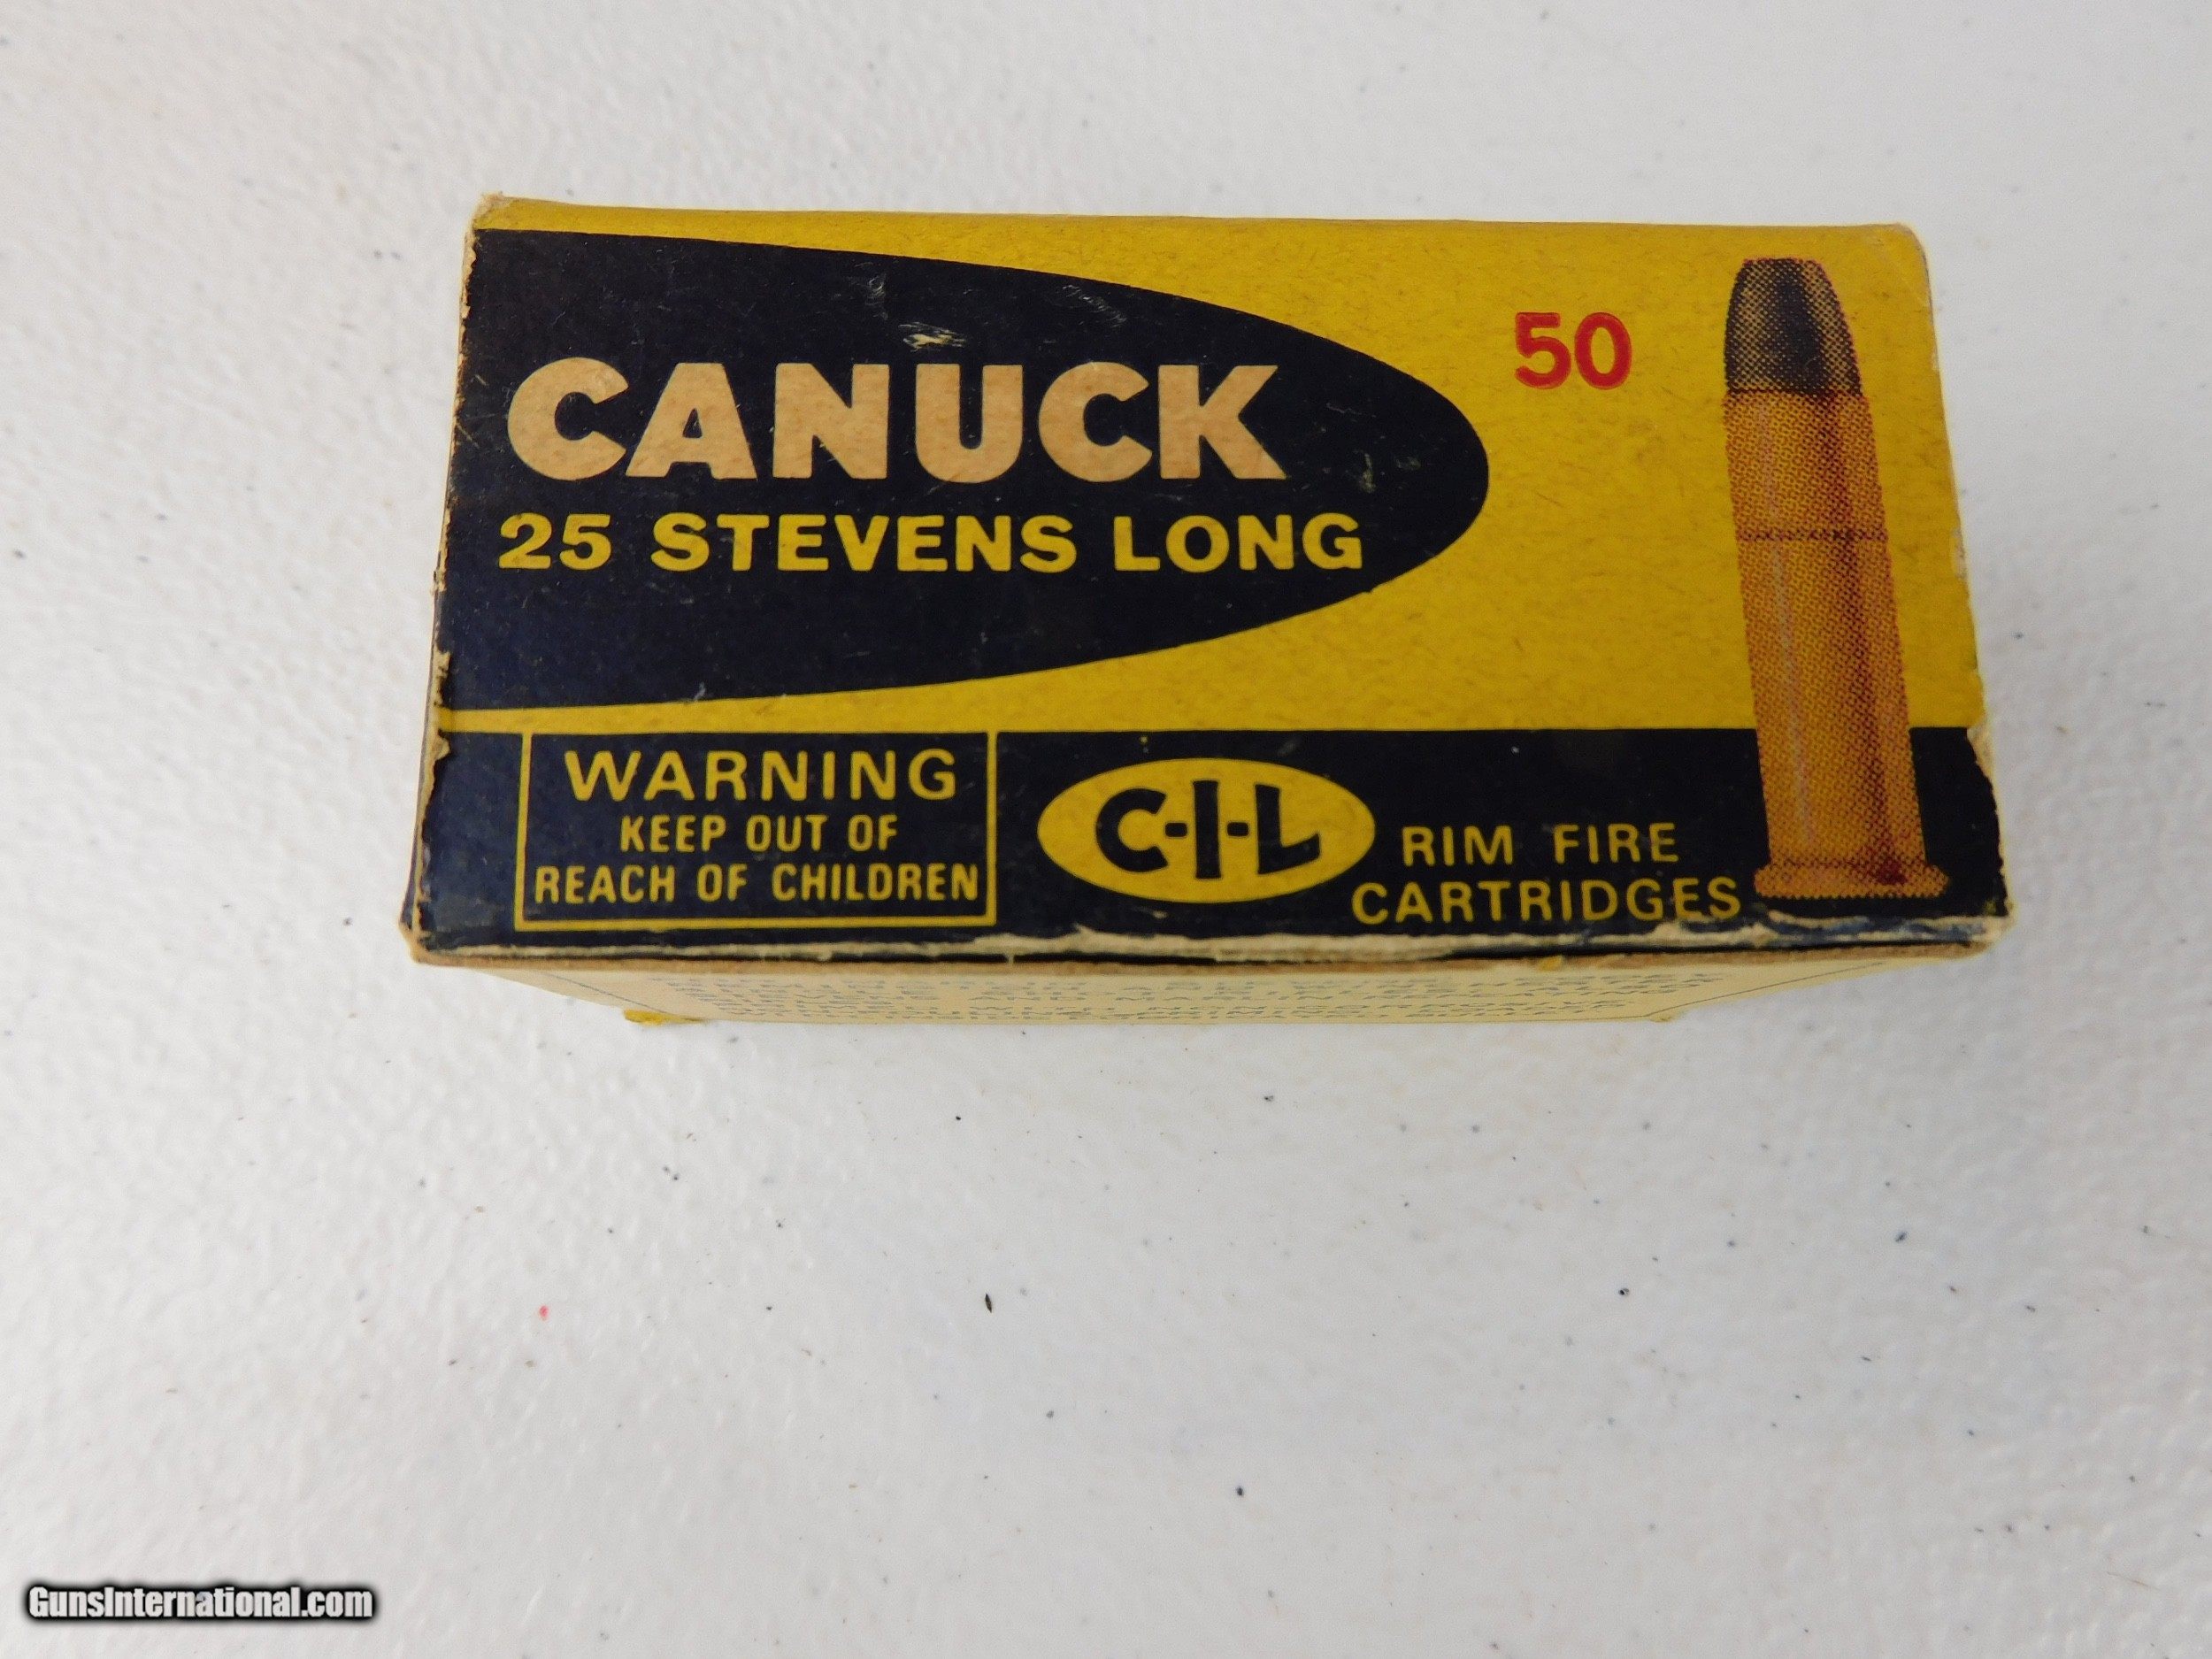 CANUCK
50
25 STEVENS LONG
WARNING
KEEP OUT OF
REACH OF CHILDREN
C-I-L
RIM FIRE
CARTRIDGES
GunsInternational.com